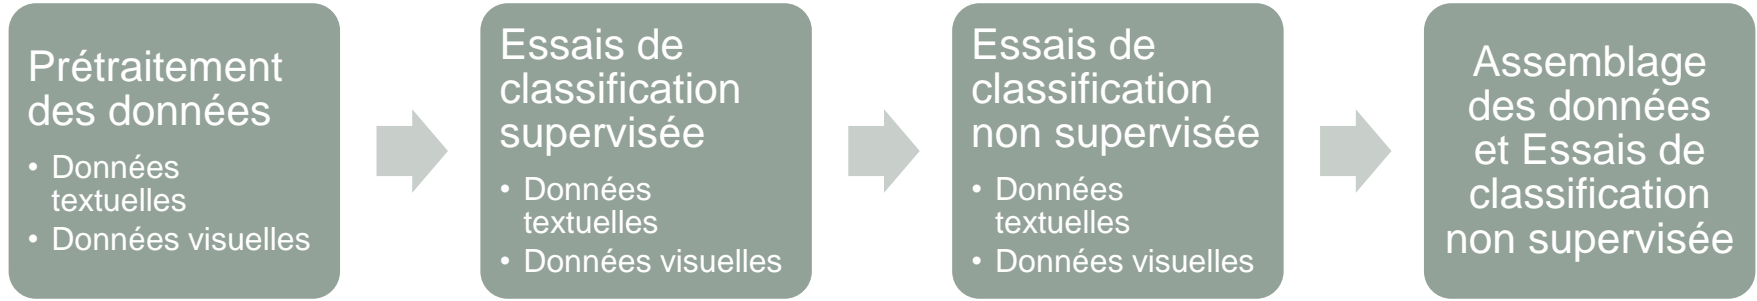 Prétraitement
des données
• Données
textuelles
• Données visuelles
Essais de
classification
supervisée
• Données
textuelles
• Données visuelles
Essais de
classification
non supervisée
• Données
textuelles
• Données visuelles
Assemblage
des données
et Essais de
classification
non supervisée